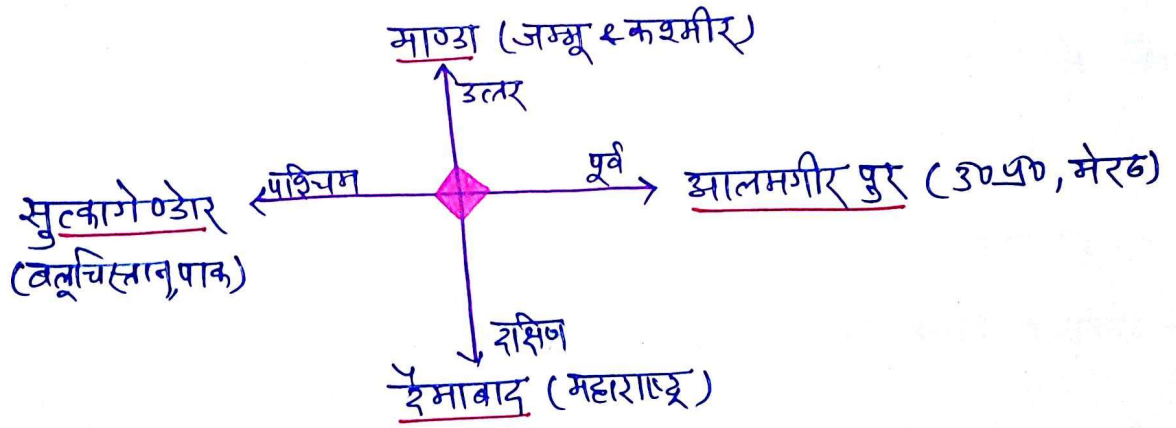 माण्डा (जम्मू & कश्मीर)
उत्तर
पश्चिम
पूर्व
आलमगीर पुर (उ०प्र०, मेरठ)
सुत्कागेण्डोर
(बलूचिस्तान, पाक)
दक्षिण
दैमाबाद (महाराष्ट्र)